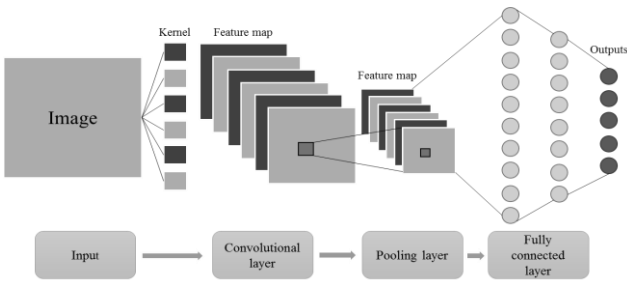 Kernel
Feature map
Feature map
Outputs
Image
Input
Convolutional
layer
Pooling layer
Fully
connected
layer